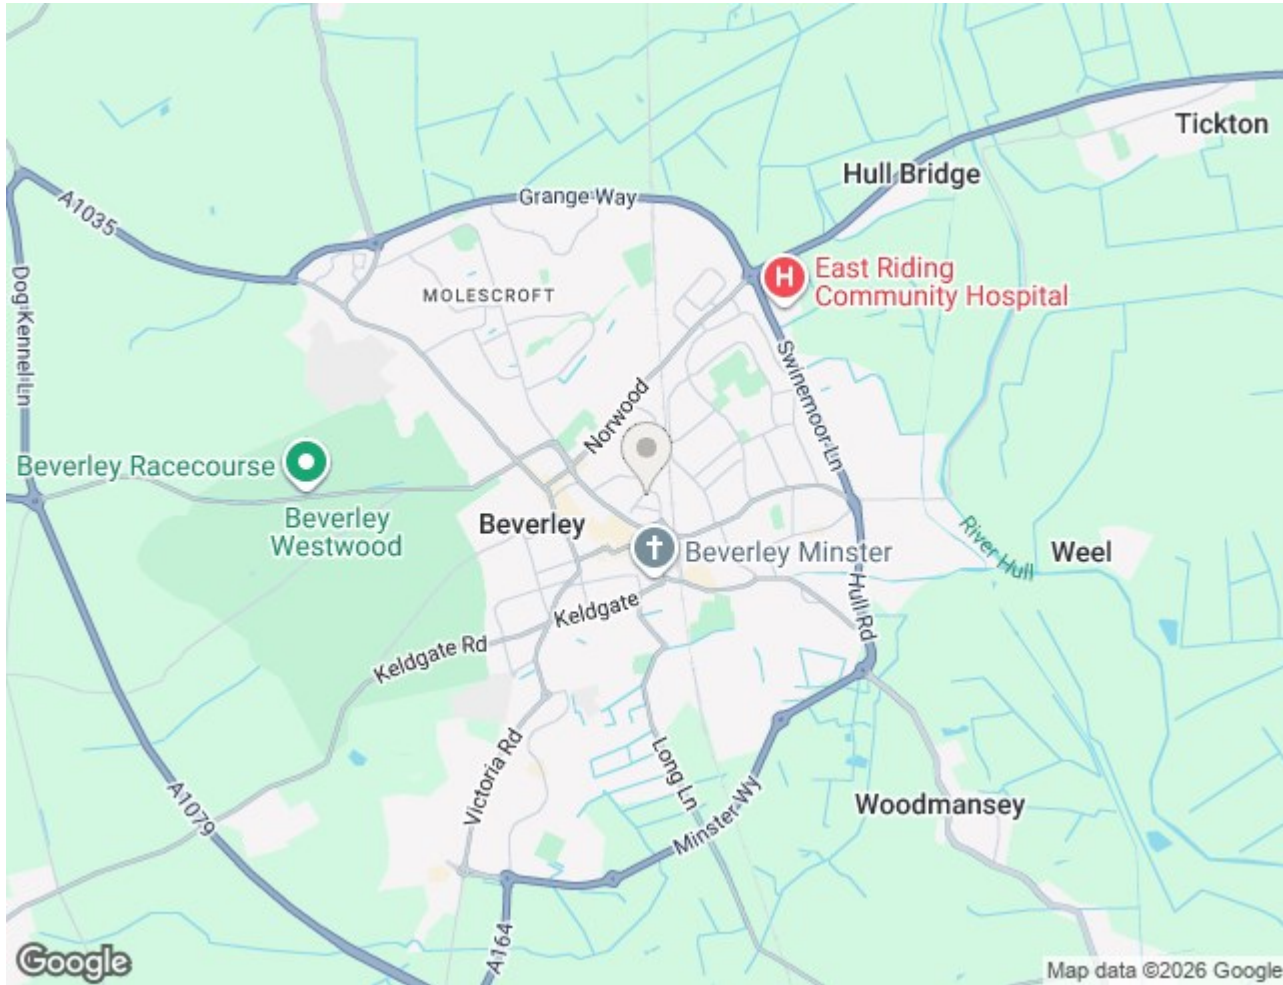 Tickton
Hull Bridge
Grange Way
A1035
East Riding
Community Hospital
Dog Kennel Ln
MOLESCROFT
Swinemoor Ln
Norwood
Beverley Racecourse
Beverley
Westwood
Beverley
Beverley Minster
River Hull
Weel
Hull Rd
Keldgate
Keldgate Rd
Victoria Rd
Long Ln
Minster Wy
Woodmansey
A1079
A164
Google
Map data ©2026 Google